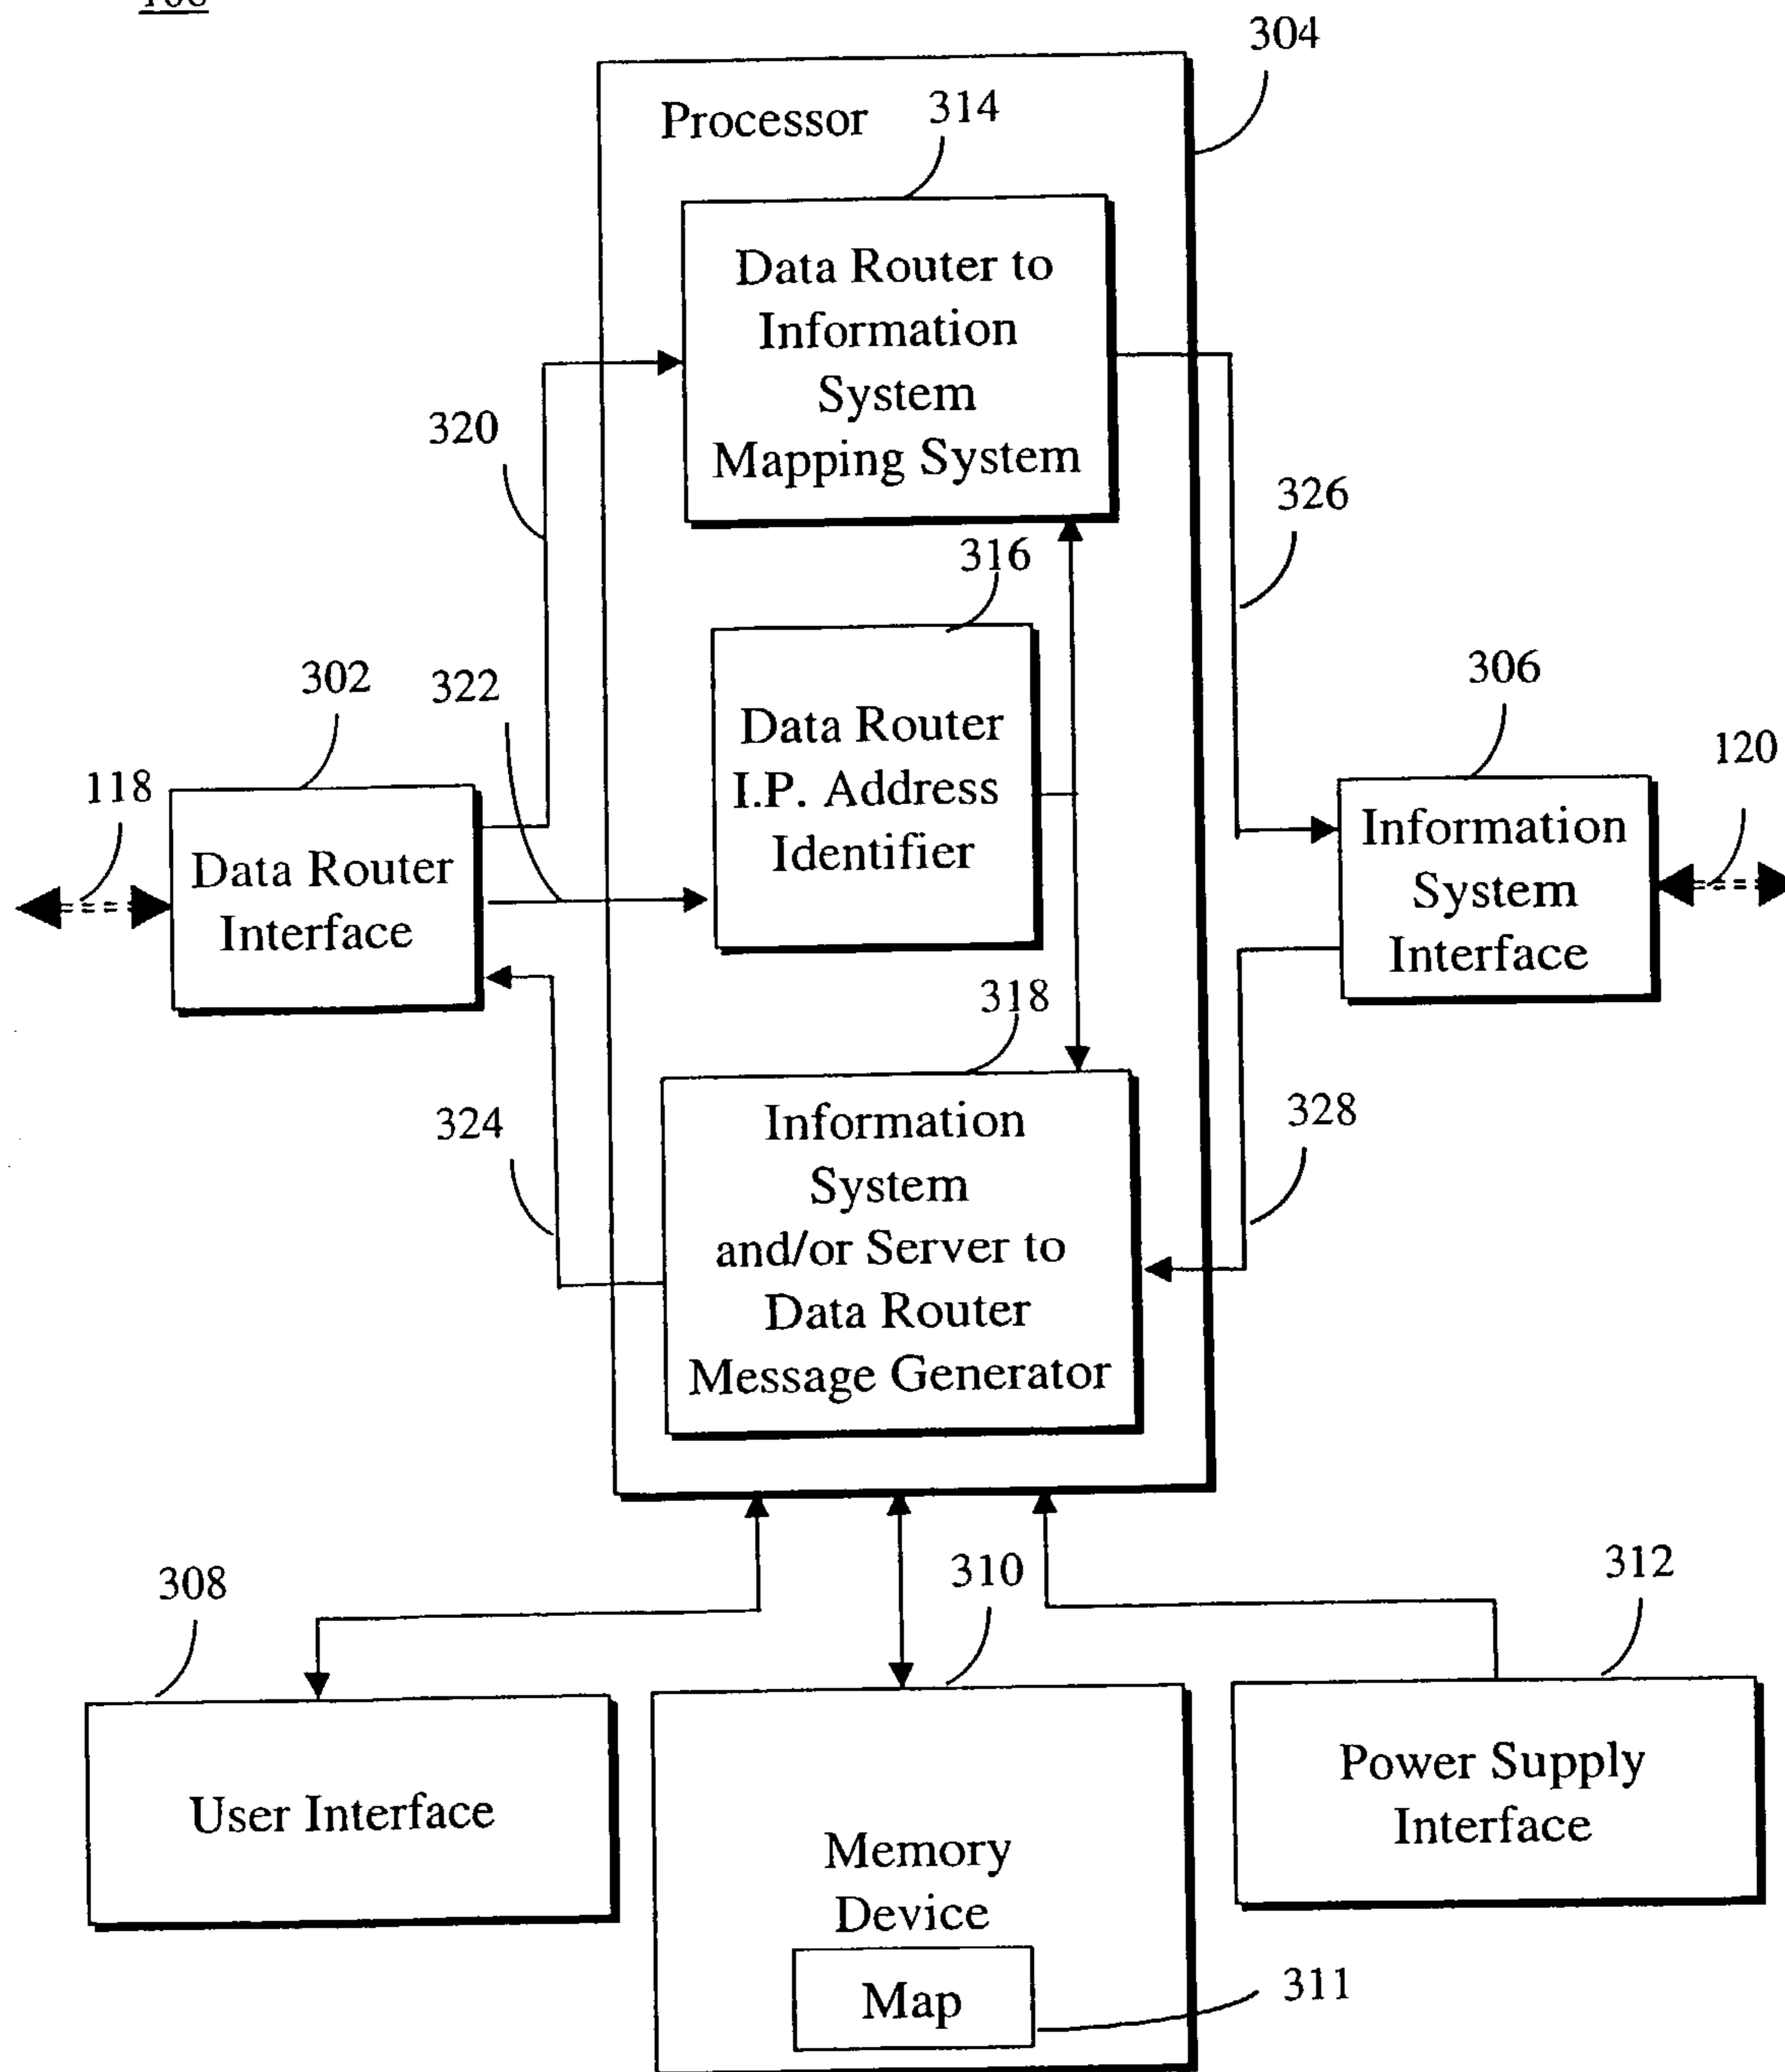 304
Processor
314
Data Router to
Information
System
Mapping System
320
326
316
302
322
306
118
120
Data Router
I.P. Address
Identifier
Data Router
Interface
Information
System
Interface
318
324
328
Information
System
and/or Server to
Data Router
Message Generator
308
310
312
User Interface
Memory
Device
Power Supply
Interface
Map
311